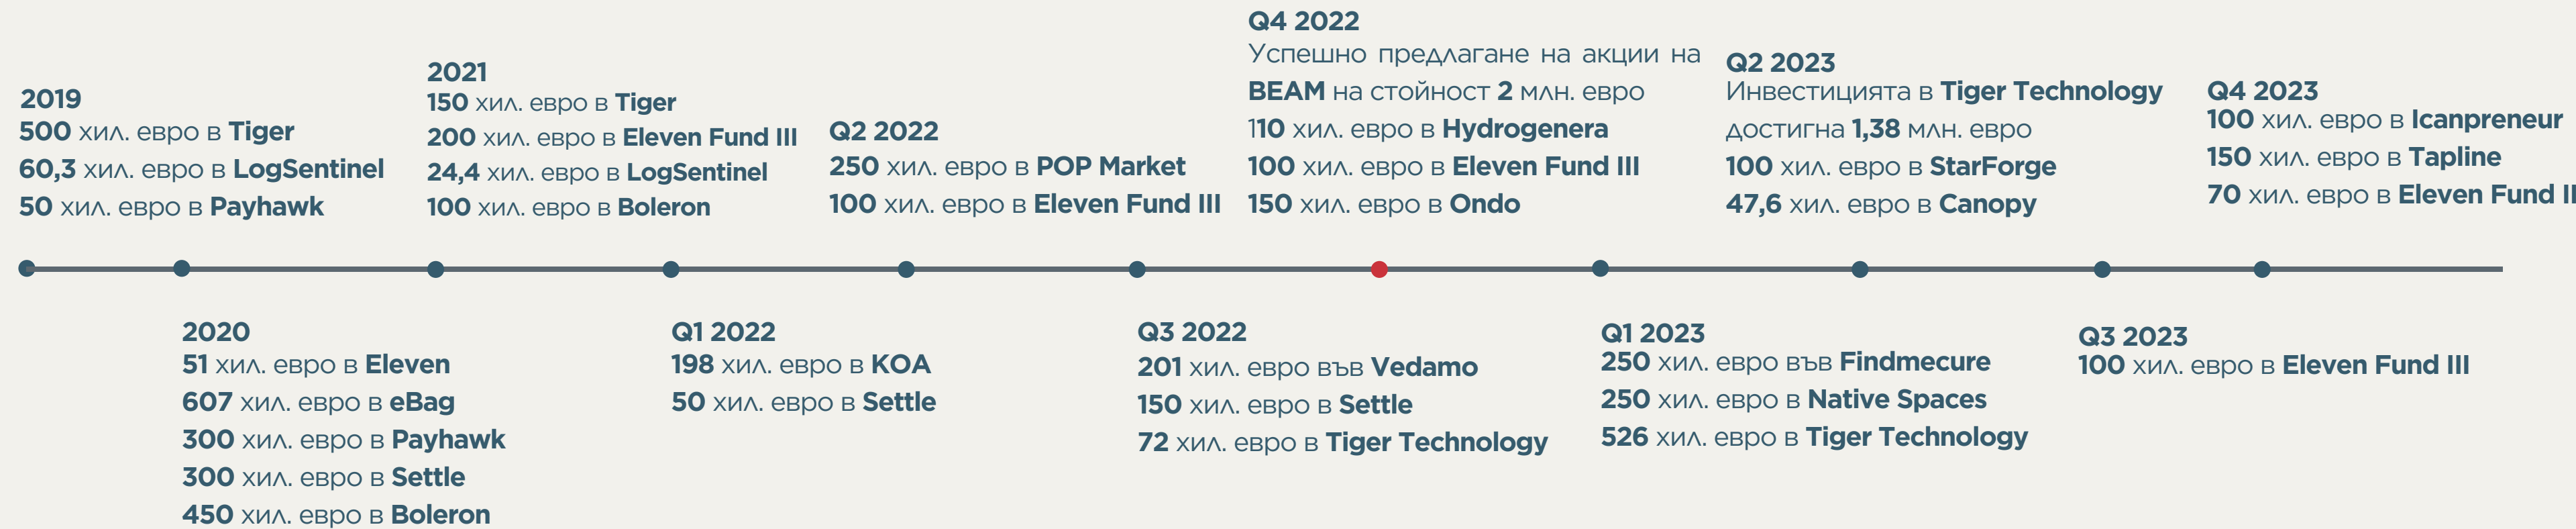 2019
500 хил. евро в Tiger
60,3 хил. евро в LogSentinel
50 хил. евро в Payhawk
2020
51 хил. евро в Eleven
607 хил. евро в eBag
300 хил. евро в Payhawk
300 хил. евро в Settle
450 хил. евро в Boleron
2021
150 хил. евро в Tiger
200 хил. евро в Eleven Fund III
24,4 хил. евро в LogSentinel
100 хил. евро в Boleron
Q1 2022
198 хил. евро в KOA
50 хил. евро в Settle
Q2 2022
250 хил. евро в POP Market
100 хил. евро в Eleven Fund III
Q3 2022
201 хил. евро във Vedamo
150 хил. евро в Settle
72 хил. евро в Tiger Technology
Q4 2022
Успешно предлагане на акции на
BEAM на стойност 2 млн. евро
110 хил. евро в Hydrogenera
100 хил. евро в Eleven Fund III
150 хил. евро в Ondo
Q1 2023
250 хил. евро във Findmecure
250 хил. евро в Native Spaces
526 хил. евро в Tiger Technology
Q2 2023
Инвестицията в Tiger Technology
достигна 1,38 млн. евро
100 хил. евро в StarForge
47,6 хил. евро в Canopy
Q3 2023
100 хил. евро в Eleven Fund III
Q4 2023
100 хил. евро в Icanpreneur
150 хил. евро в Tapline
70 хил. евро в Eleven Fund